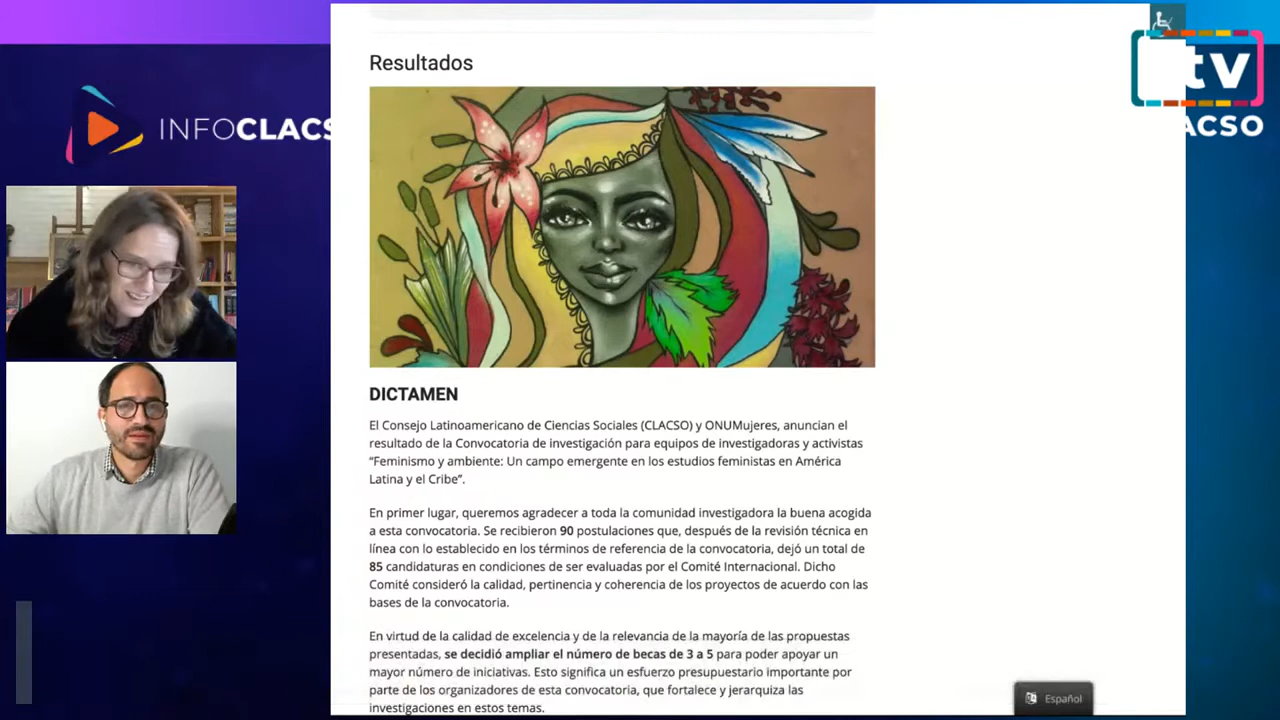 INFOCLACS
tv
ACSO
Resultados
DICTAMEN
El Consejo Latinoamericano de Ciencias Sociales (CLACSO) y ONUMujeres, anuncian el
resultado de la Convocatoria de investigación para equipos de investigadoras y activistas
“Feminismo y ambiente: Un campo emergente en los estudios feministas en América
Latina y el Cribe”.
En primer lugar, queremos agradecer a toda la comunidad investigadora la buena acogida
a esta convocatoria. Se recibieron 90 postulaciones que, después de la revisión técnica en
línea con lo establecido en los términos de referencia de la convocatoria, dejó un total de
85 candidaturas en condiciones de ser evaluadas por el Comité Internacional. Dicho
Comité consideró la calidad, pertinencia y coherencia de los proyectos de acuerdo con las
bases de la convocatoria.
En virtud de la calidad de excelencia y de la relevancia de la mayoría de las propuestas
presentadas, se decidió ampliar el número de becas de 3 a 5 para poder apoyar un
mayor número de iniciativas. Esto significa un esfuerzo presupuestario importante por
parte de los organizadores de esta convocatoria, que fortalece y jerarquiza las
investigaciones en estos temas.
Español